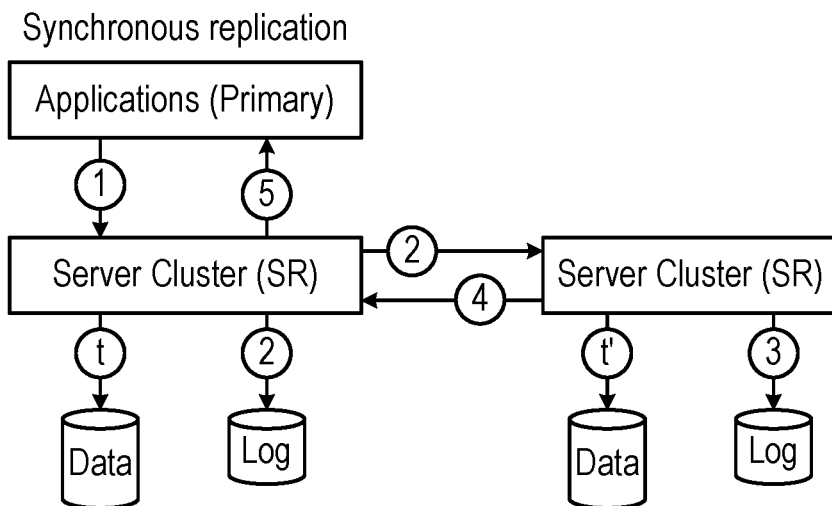 Synchronous replication
Applications (Primary)
1
5
Server Cluster (SR)
2
4
Server Cluster (SR)
t
2
t'
3
Data
Log
Data
Log